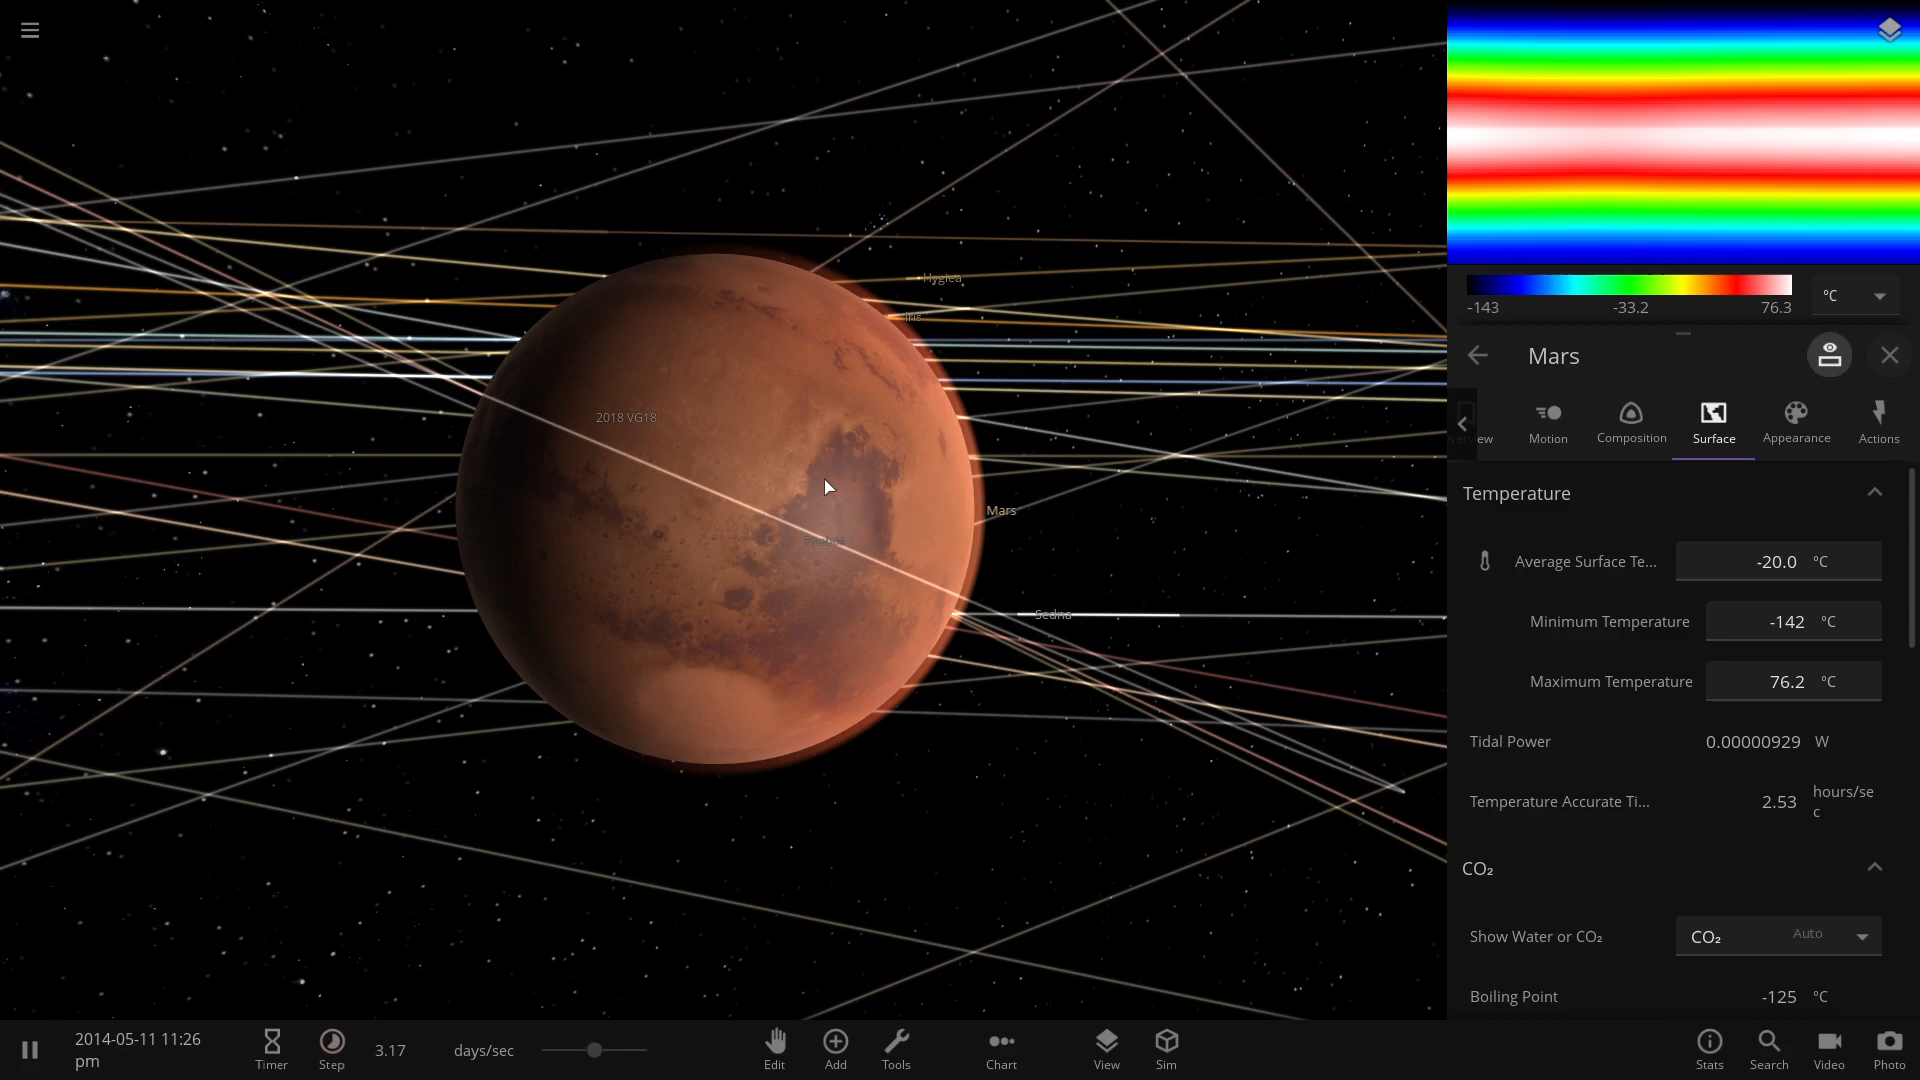 Hygiea
Iris
2018 VG18
Mars
Phobos
Sedna
-143 -33.2 76.3
°C
Mars
Motion Composition Surface Appearance Actions
Temperature
Average Surface Te... -20.0 °C
Minimum Temperature -142 °C
Maximum Temperature 76.2 °C
Tidal Power 0.00000929 W
Temperature Accurate Ti... 2.53 hours/se
c
CO₂
Show Water or CO₂ CO₂ Auto
Boiling Point -125 °C
2014-05-11 11:26
pm
Timer Step 3.17 days/sec Edit Add Tools Chart View Sim Stats Search Video Photo